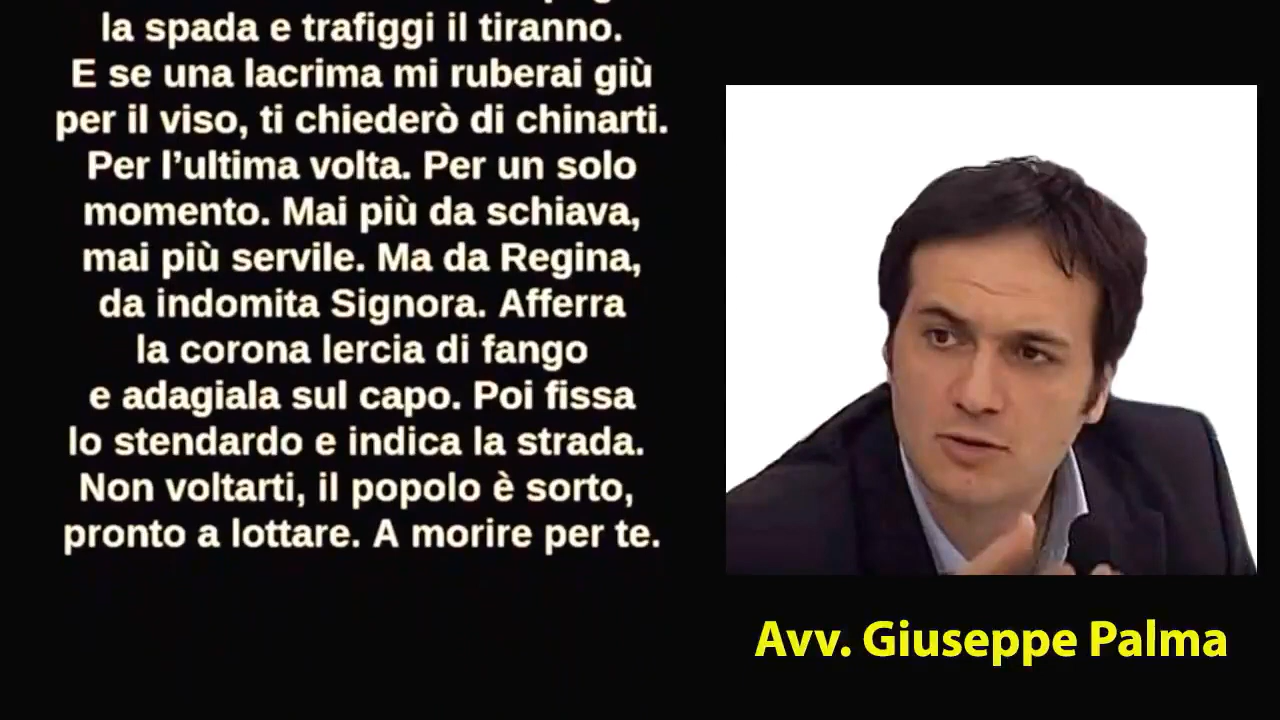 la spada e trafiggi il tiranno.
E se una lacrima mi ruberai giù
per il viso, ti chiederò di chinarti.
Per l’ultima volta. Per un solo
momento. Mai più da schiava,
mai più servile. Ma da Regina,
da indomita Signora. Afferra
la corona lercia di fango
e adagiala sul capo. Poi fissa
lo stendardo e indica la strada.
Non voltarti, il popolo è sorto,
pronto a lottare. A morire per te.
Avv. Giuseppe Palma